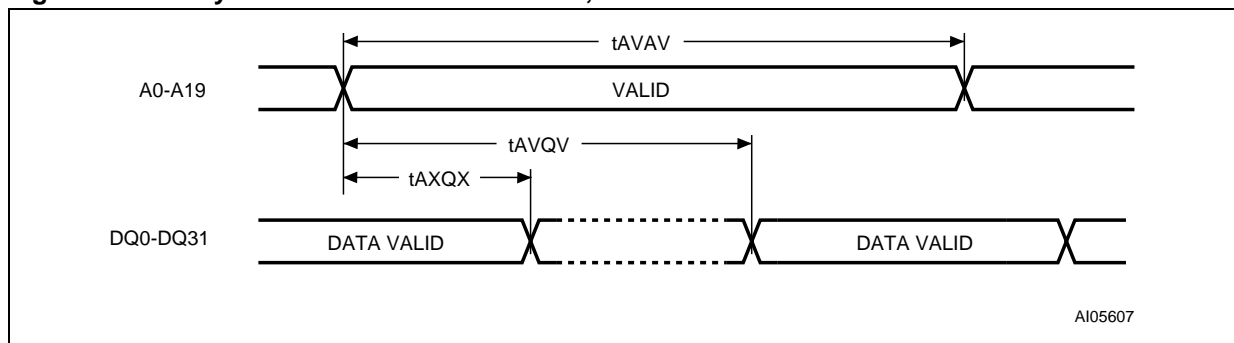 tAVAV
A0-A19
VALID
tAVQV
tAXQX
DQ0-DQ31
DATA VALID
DATA VALID
AI05607